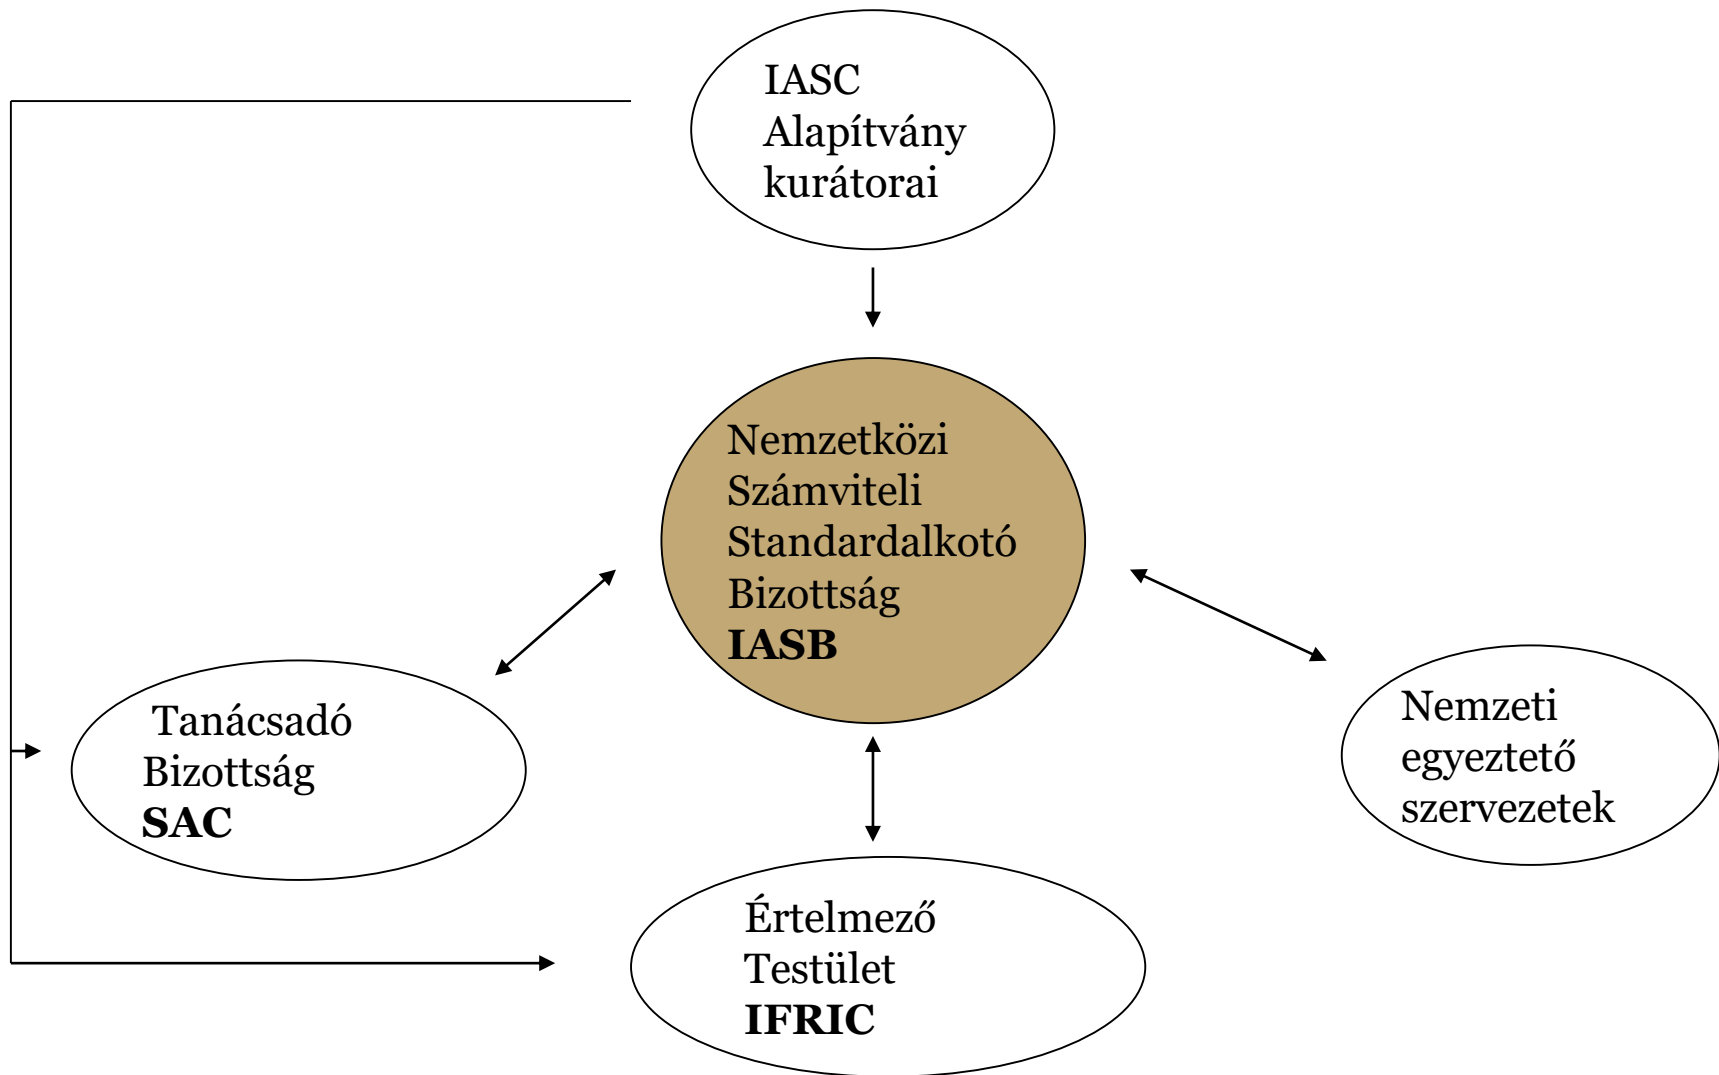 IASC
Alapítvány
kurátorai
Nemzetközi
Számviteli
Standardalkotó
Bizottság
IASB
Tanácsadó
Bizottság
SAC
Nemzeti
egyeztető
szervezetek
Értelmező
Testület
IFRIC